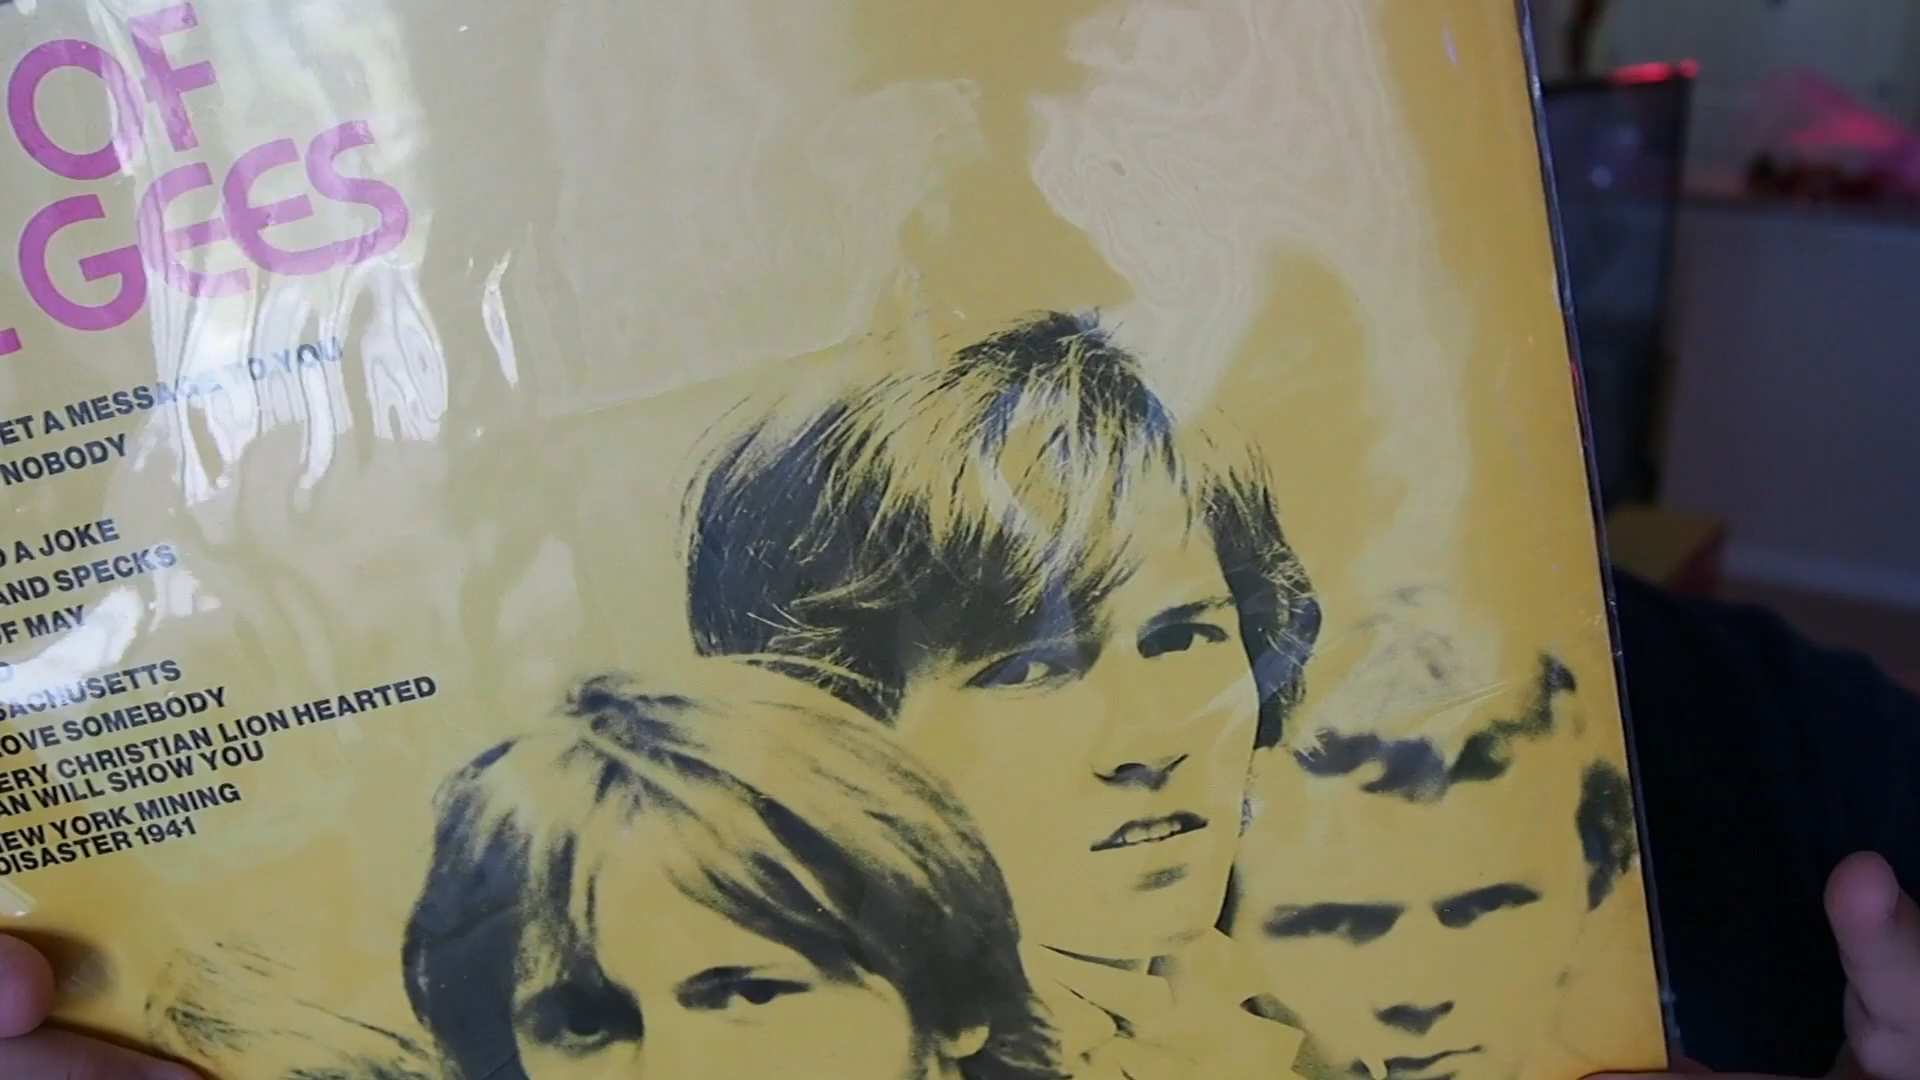 OF
GEES
ET A MESSAGE TO YOU
NOBODY
A JOKE
AND SPECKS
OF MAY
SACHUSETTS
LOVE SOMEBODY
ERY CHRISTIAN LION HEARTED
AN WILL SHOW YOU
NEW YORK MINING
DISASTER 1941